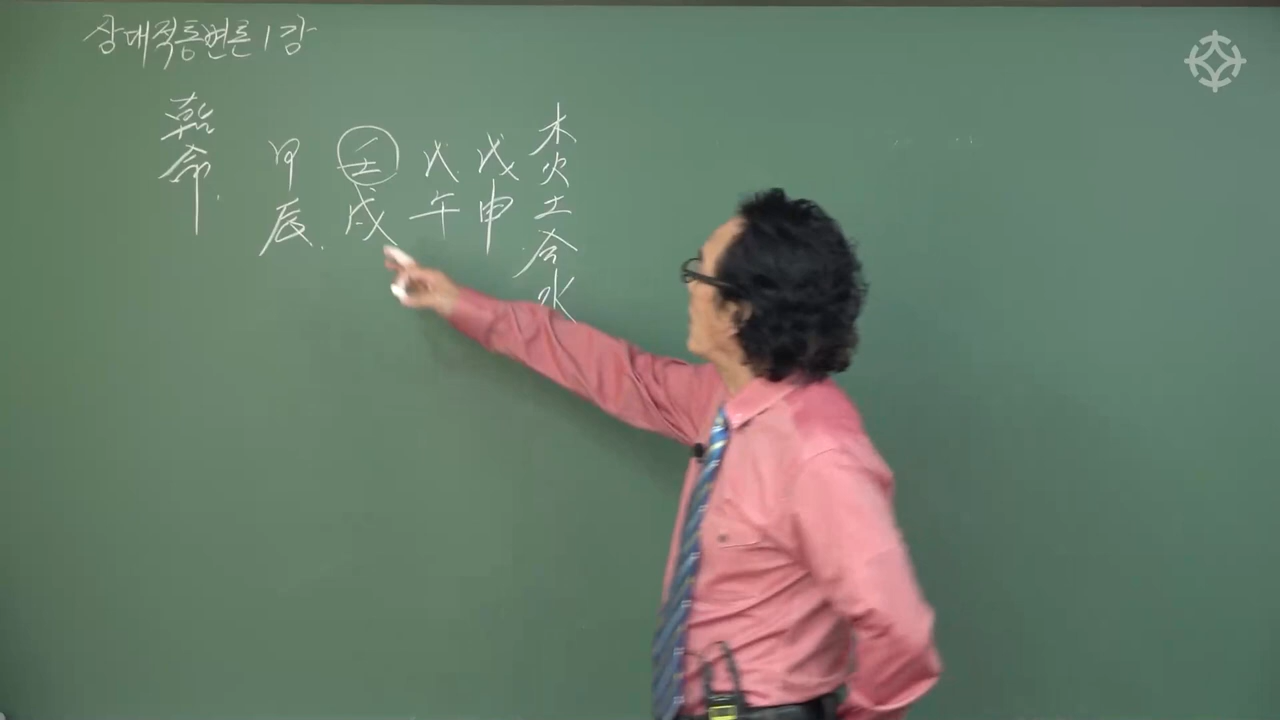 상대적통변론 1강
乾命
甲 壬 戊 戊
辰 戌 午 申
木火土金水